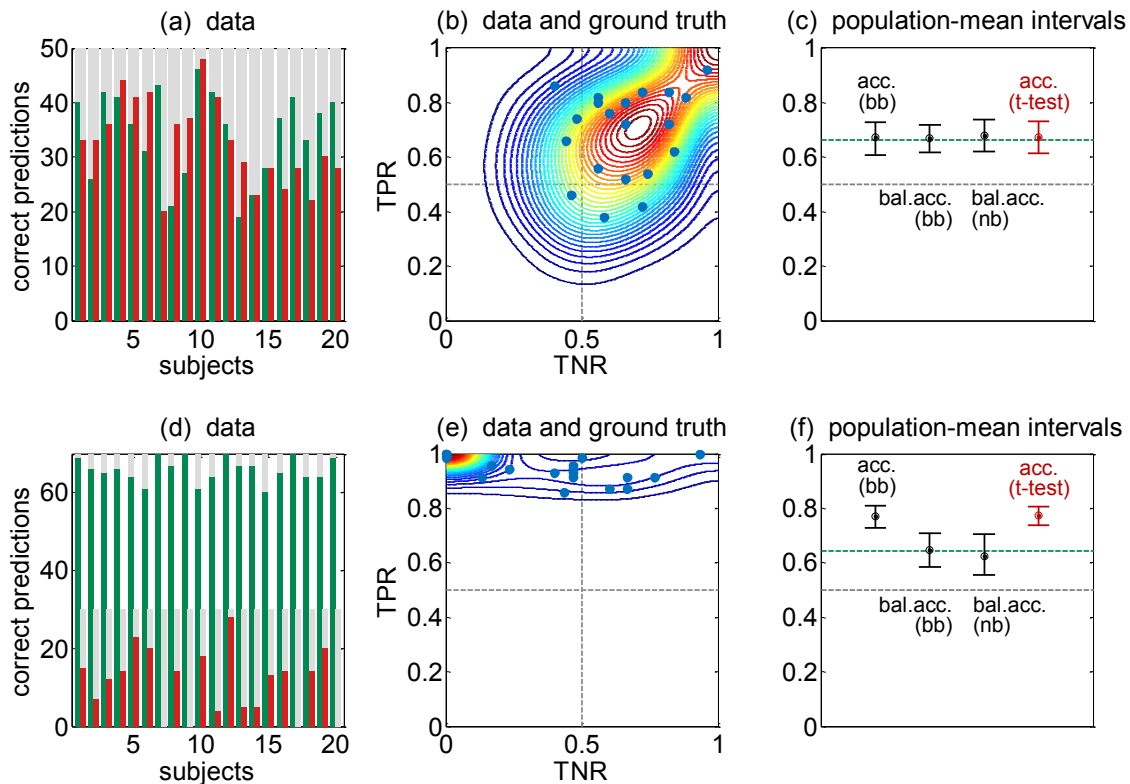 (a) data
50
40
30
20
10
0
correct predictions
5
10
15
20
subjects
(b) data and ground truth
1
0.8
0.6
0.4
0.2
0
TPR
0
0.5
1
TNR
(c) population-mean intervals
1
0.8
0.6
0.4
0.2
0
acc.
(bb)
acc.
(t-test)
bal.acc.
(bb)
bal.acc.
(nb)
(d) data
60
40
20
0
correct predictions
5
10
15
20
subjects
(e) data and ground truth
1
0.8
0.6
0.4
0.2
0
TPR
0
0.5
1
TNR
(f) population-mean intervals
1
0.8
0.6
0.4
0.2
0
acc.
(bb)
acc.
(t-test)
bal.acc.
(bb)
bal.acc.
(nb)